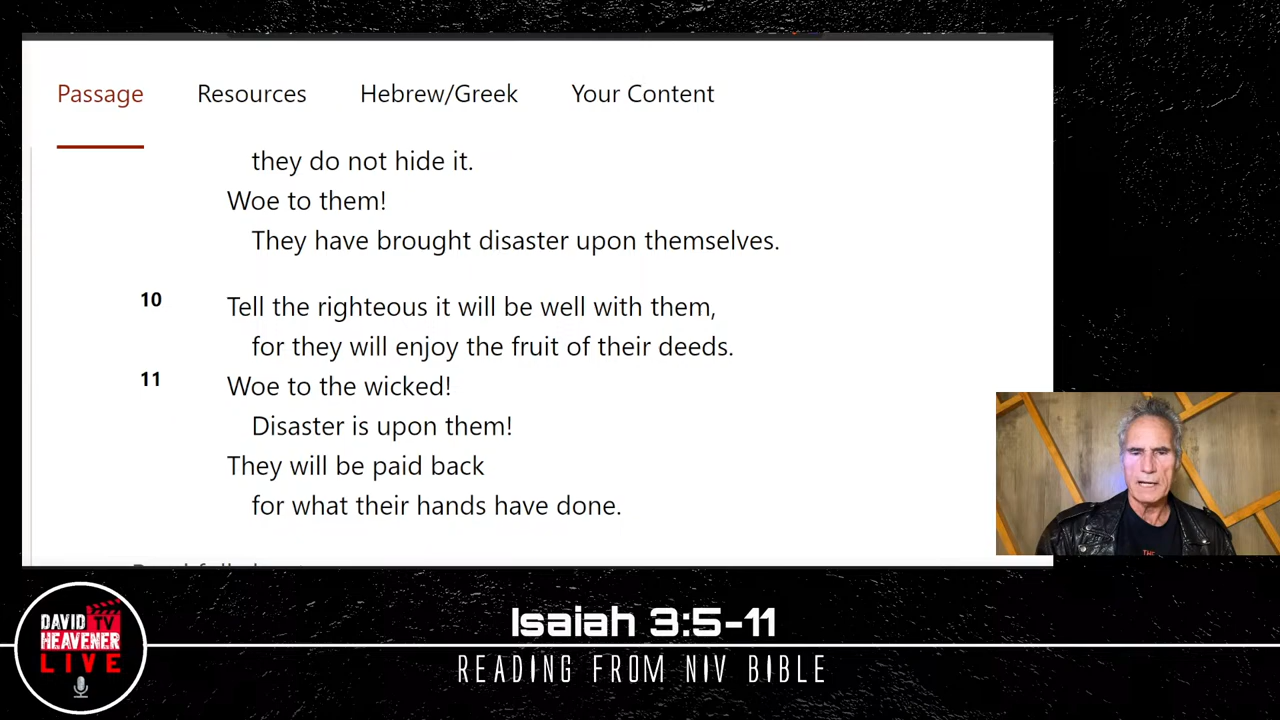 Passage Resources Hebrew/Greek Your Content
they do not hide it.
Woe to them!
They have brought disaster upon themselves.
10 Tell the righteous it will be well with them,
for they will enjoy the fruit of their deeds.
11 Woe to the wicked!
Disaster is upon them!
They will be paid back
for what their hands have done.
THE
DAVID TV
HEAVENER
LIVE
Isaiah 3:5-11
READING FROM NIV BIBLE